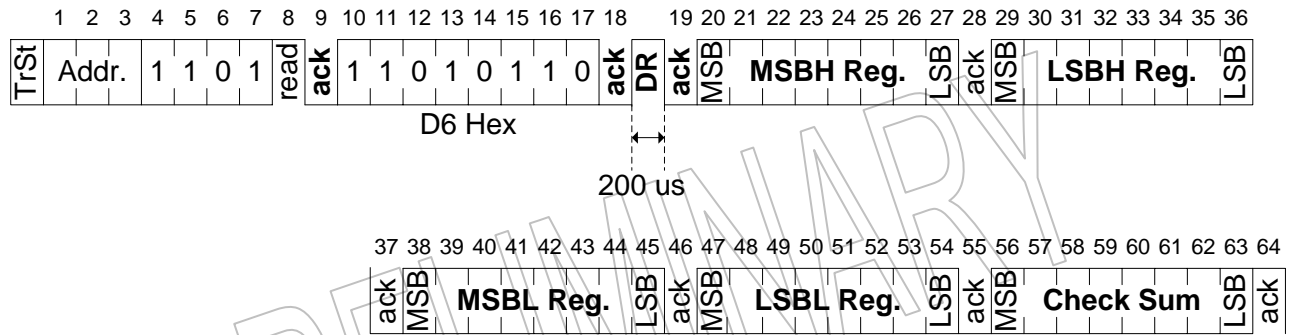 1 2 3 4 5 6 7 8 9 10 11 12 13 14 15 16 17 18 19 20 21 22 23 24 25 26 27 28 29 30 31 32 33 34 35 36
TrSt Addr. 1 1 0 1 read ack 1 1 0 1 0 1 1 0 ack DR ack MSB MSBH Reg. LSB ack MSB LSBH Reg. LSB
D6 Hex
200 us
PRELIMINARY
37 38 39 40 41 42 43 44 45 46 47 48 49 50 51 52 53 54 55 56 57 58 59 60 61 62 63 64
ack MSB MSBL Reg. LSB ack MSB LSBL Reg. LSB ack MSB Check Sum LSB ack